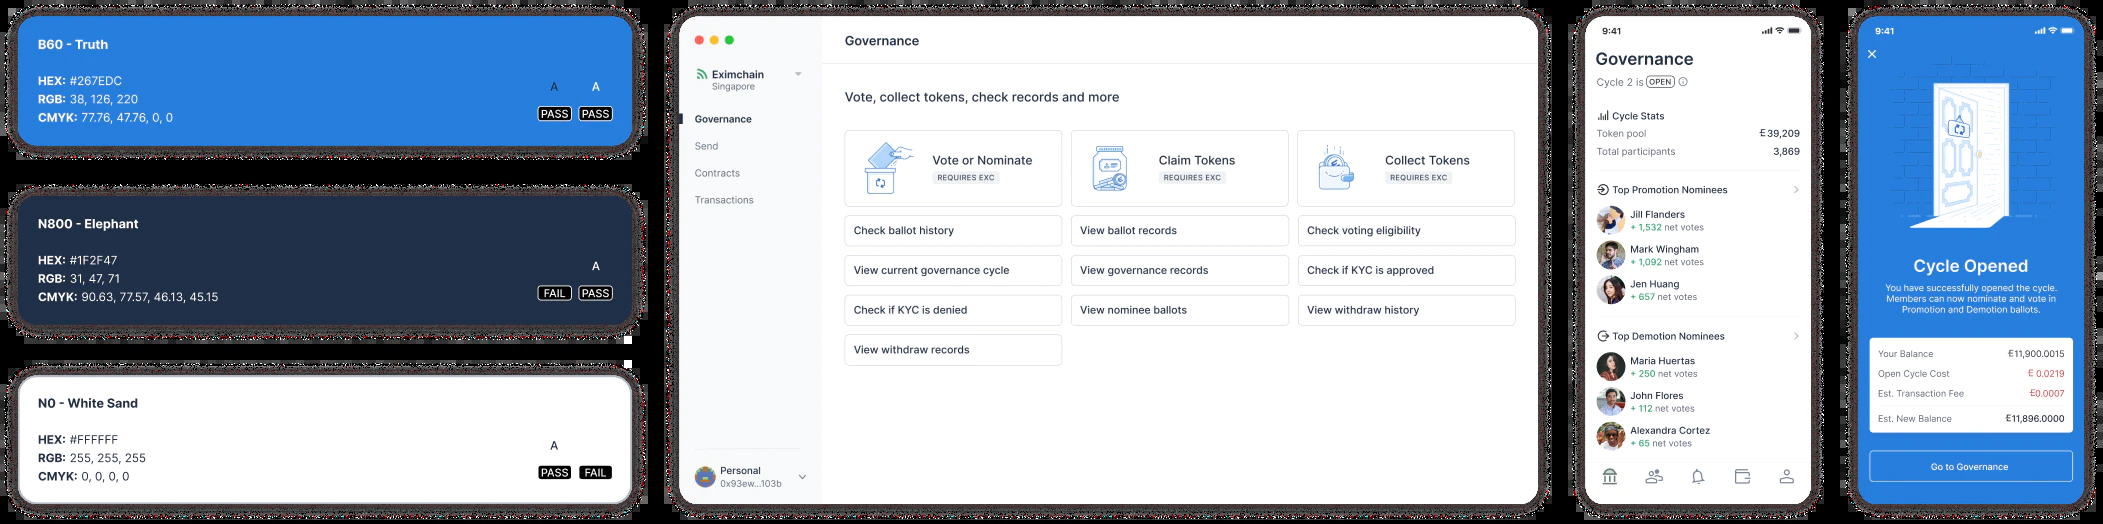 B60 - Truth
HEX: #267EDC
RGB: 38, 126, 220
CMYK: 77.76, 47.76, 0, 0
A A
PASS PASS
N800 - Elephant
HEX: #1F2F47
RGB: 31, 47, 71
CMYK: 90.63, 77.57, 46.13, 45.15
A
FAIL PASS
N0 - White Sand
HEX: #FFFFFF
RGB: 255, 255, 255
CMYK: 0, 0, 0, 0
A
PASS FAIL
Eximchain
Singapore
Governance
Send
Contracts
Transactions
Personal
0x93ew...103b
Governance
Vote, collect tokens, check records and more
Vote or Nominate
REQUIRES EXC
Claim Tokens
REQUIRES EXC
Collect Tokens
REQUIRES EXC
Check ballot history
View ballot records
Check voting eligibility
View current governance cycle
View governance records
Check if KYC is approved
Check if KYC is denied
View nominee ballots
View withdraw history
View withdraw records
9:41
Governance
Cycle 2 is OPEN
Cycle Stats
Token pool Є39,209
Total participants 3,869
Top Promotion Nominees
Jill Flanders
+ 1,532 net votes
Mark Wingham
+ 1,092 net votes
Jen Huang
+ 657 net votes
Top Demotion Nominees
Maria Huertas
+ 250 net votes
John Flores
+ 112 net votes
Alexandra Cortez
+ 65 net votes
9:41
Cycle Opened
You have successfully opened the cycle.
Members can now nominate and vote in
Promotion and Demotion ballots.
Your Balance Є11,900.0015
Open Cycle Cost Є 0.0219
Est. Transaction Fee Є0.0007
Est. New Balance Є11,896.0000
Go to Governance